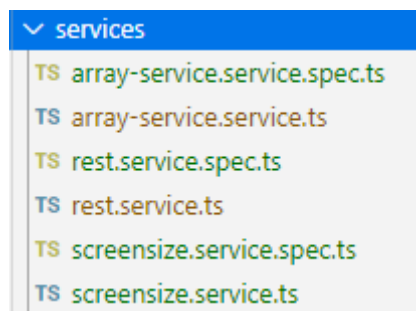 services
TS array-service.service.spec.ts
TS array-service.service.ts
TS rest.service.spec.ts
TS rest.service.ts
TS screensize.service.spec.ts
TS screensize.service.ts